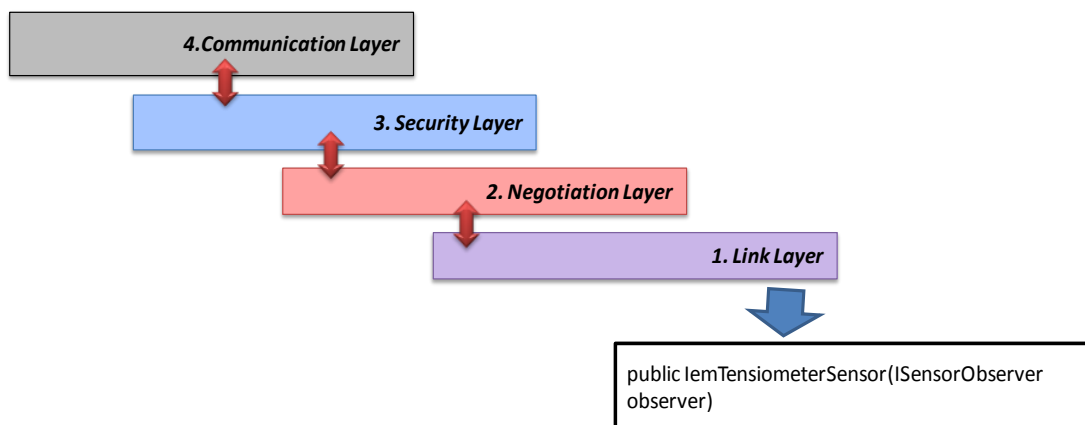 4.Communication Layer
3. Security Layer
2. Negotiation Layer
1. Link Layer
public IemTensiometerSensor(ISensorObserver
observer)